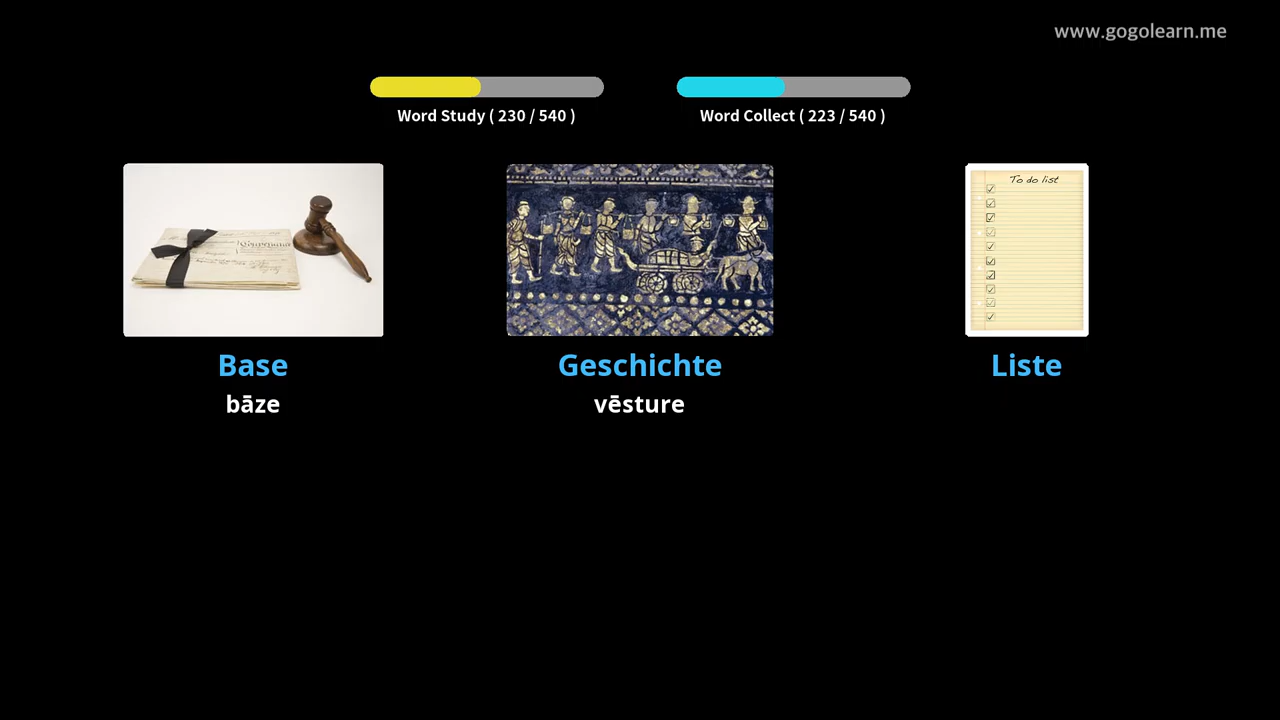 www.gogolearn.me
Word Study ( 230 / 540 )
Word Collect ( 223 / 540 )
To do list
Base
Geschichte
Liste
bāze
vēsture